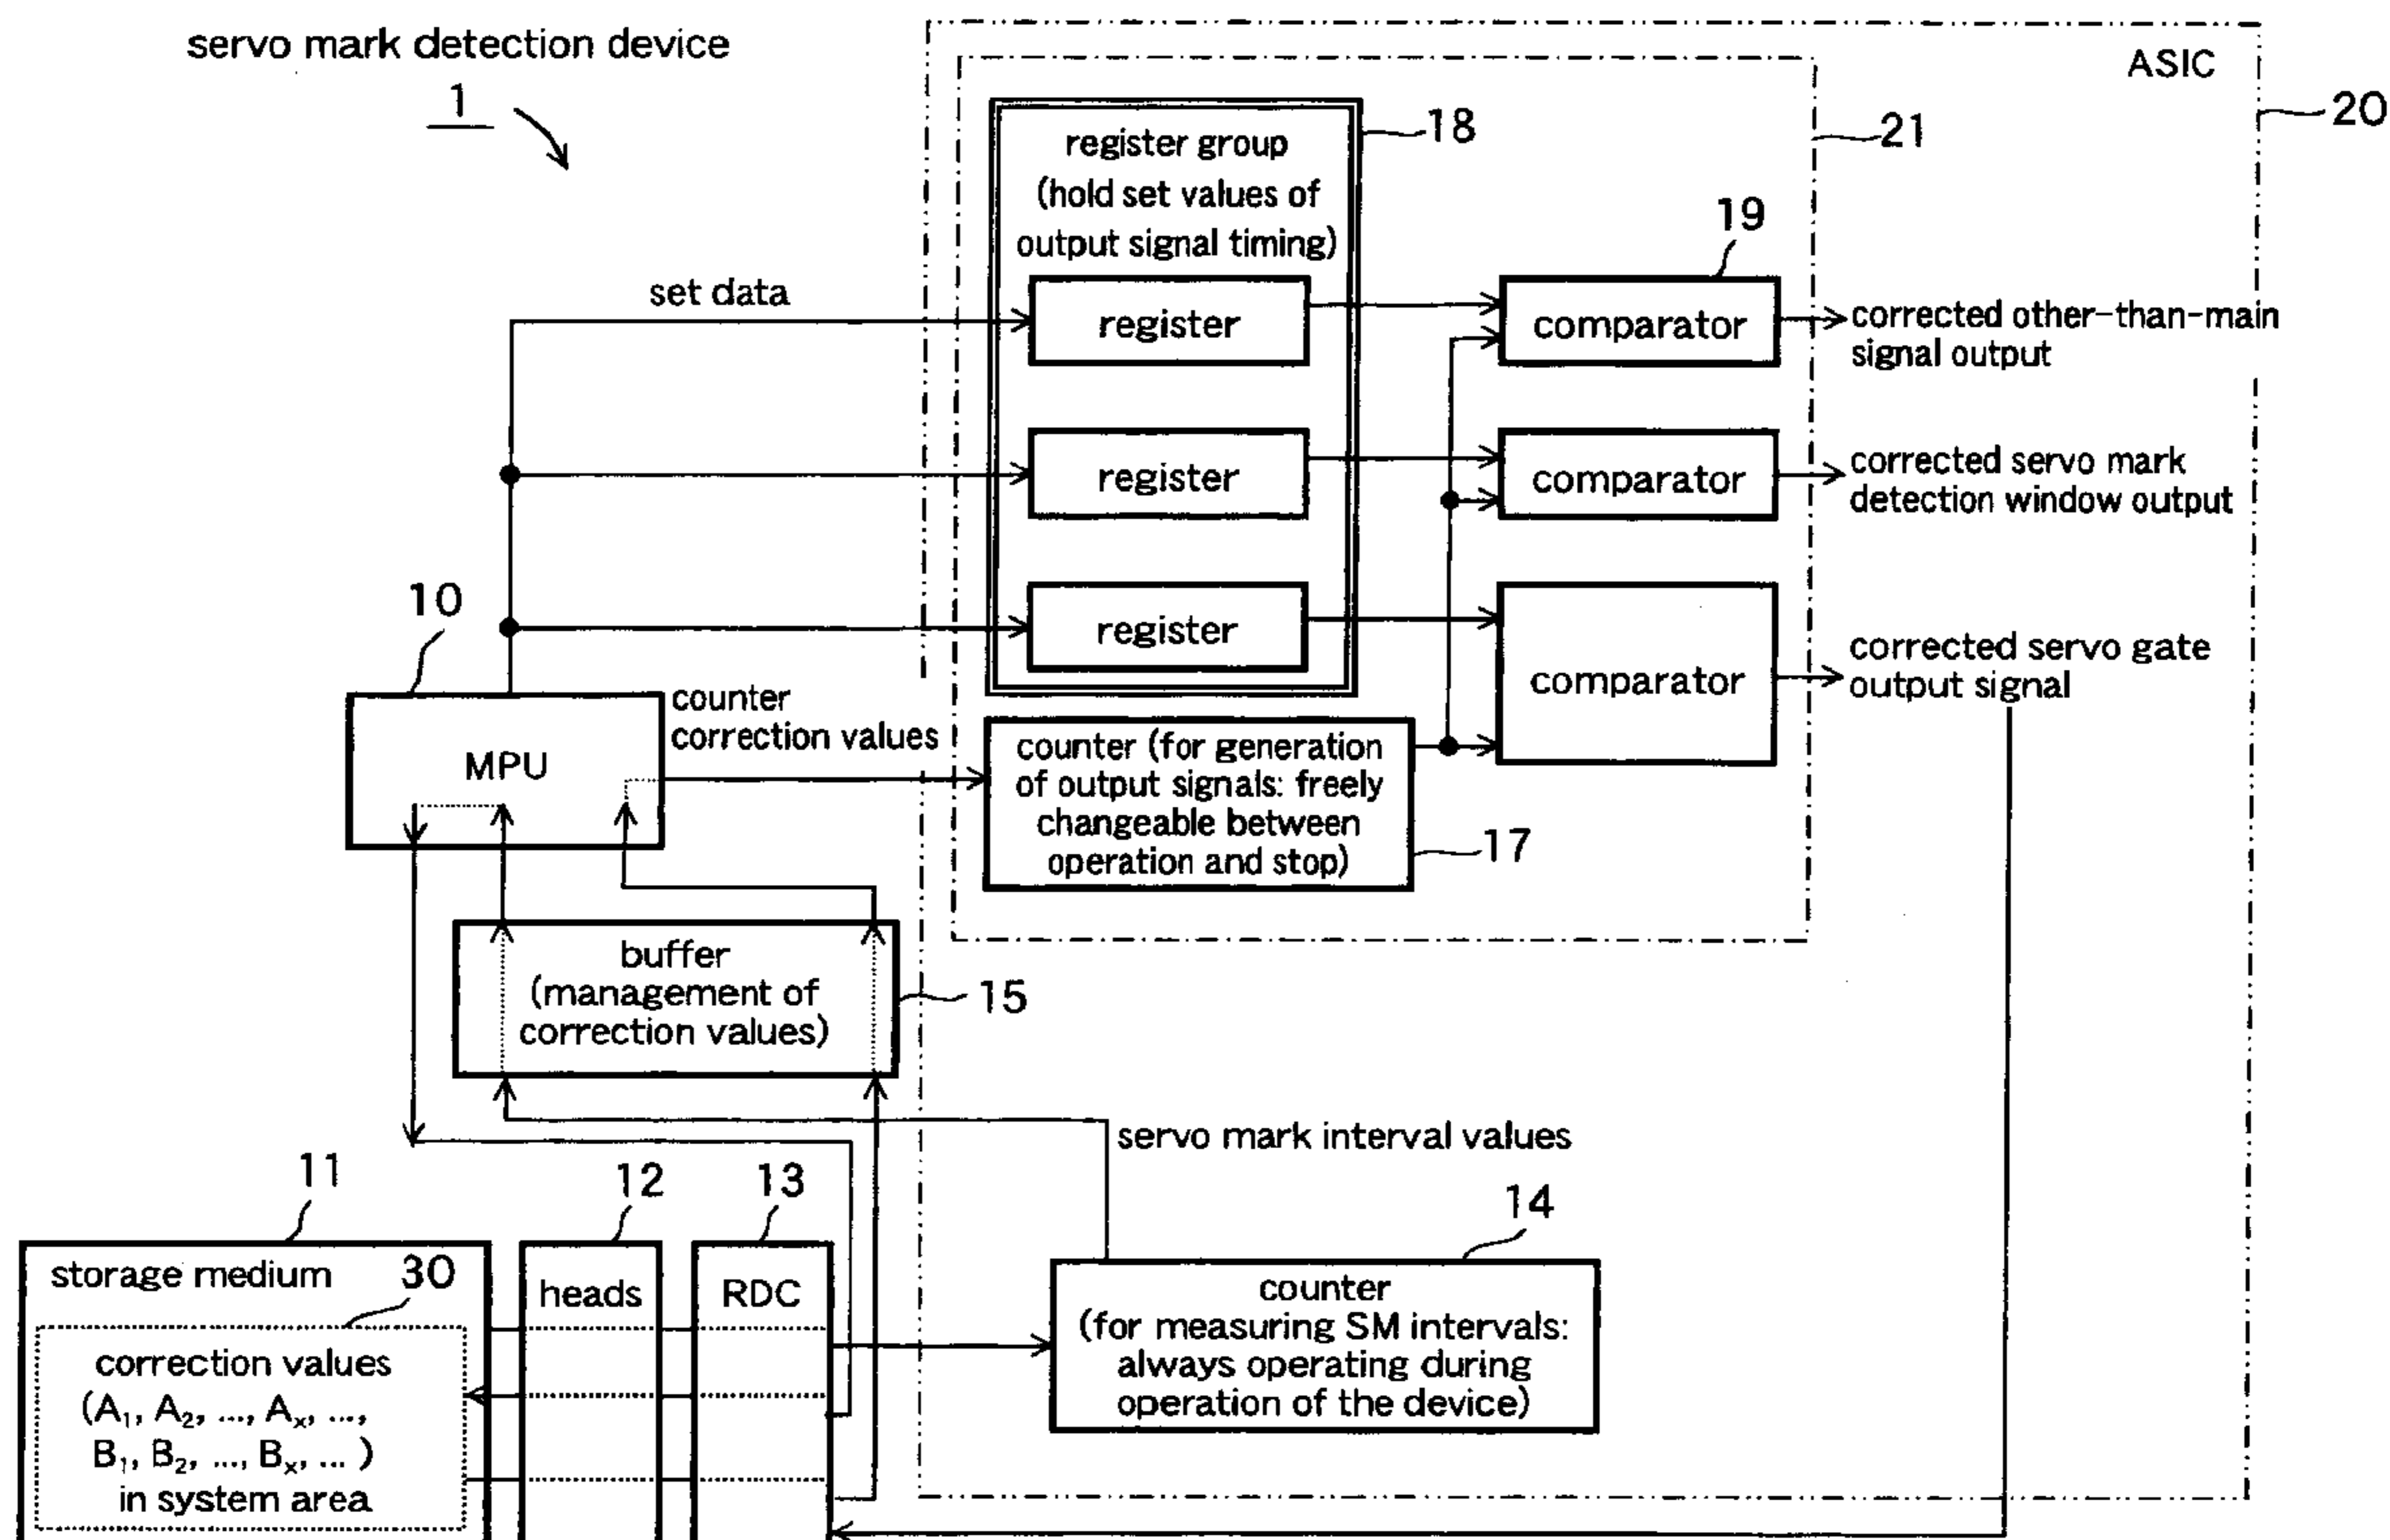 servo mark detection device
1
ASIC
20
18
21
register group
(hold set values of
output signal timing)
19
set data
register
comparator
corrected other-than-main
signal output
register
comparator
corrected servo mark
detection window output
10
register
comparator
corrected servo gate
output signal
MPU
counter
correction values
counter (for generation
of output signals: freely
changeable between
operation and stop)
17
buffer
(management of
correction values)
15
servo mark interval values
11
12
13
14
storage medium
30
heads
RDC
counter
(for measuring SM intervals:
always operating during
operation of the device)
correction values
(A₁, A₂, ..., Aₓ, ...,
B₁, B₂, ..., Bₓ, ... )
in system area